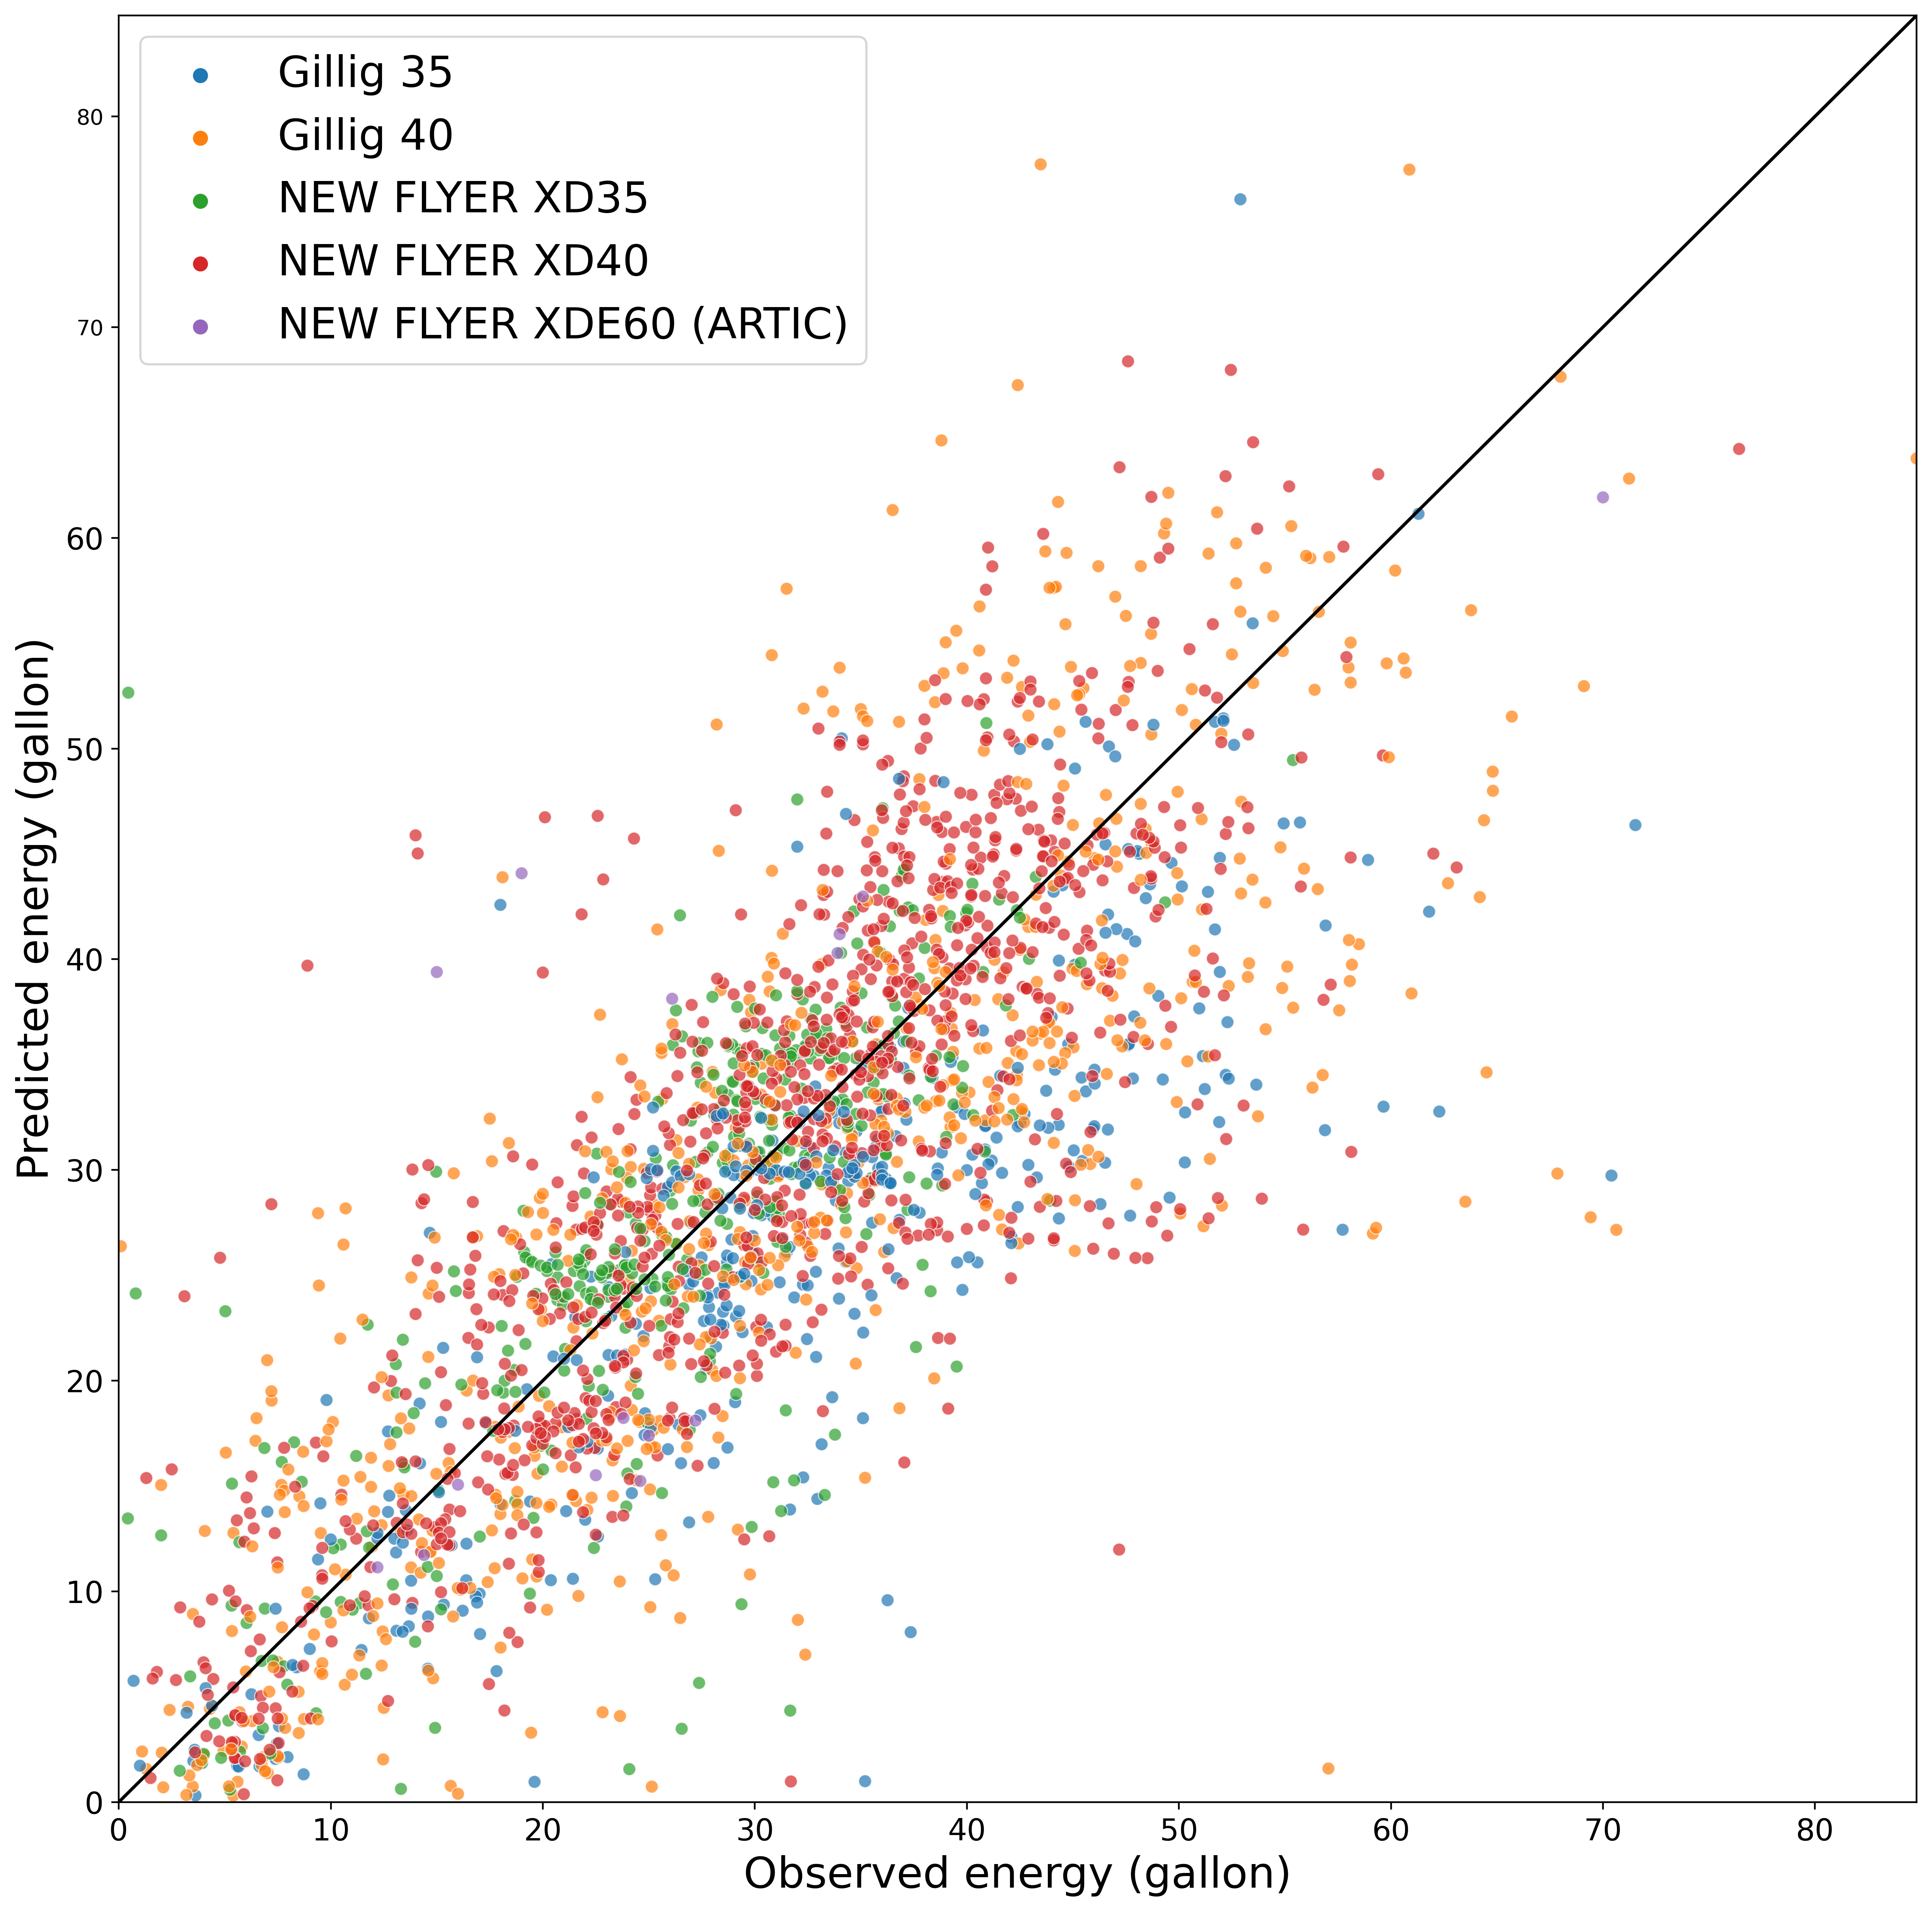 Gillig 35
Gillig 40
NEW FLYER XD35
NEW FLYER XD40
NEW FLYER XDE60 (ARTIC)
Predicted energy (gallon)
80
70
60
50
40
30
20
10
0
0 10 20 30 40 50 60 70 80
Observed energy (gallon)